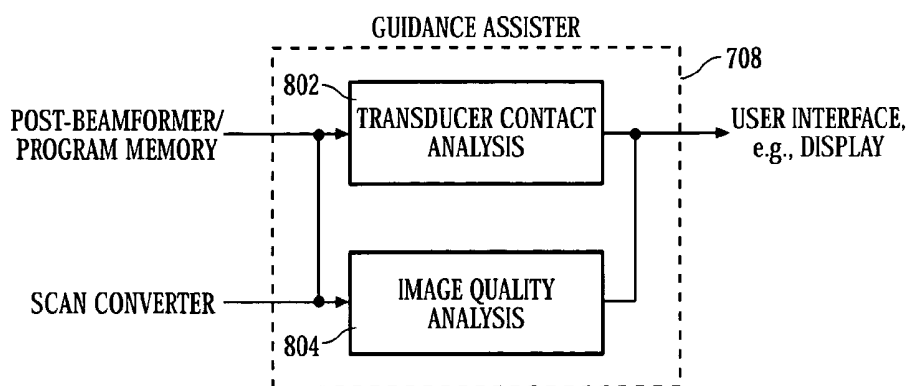 GUIDANCE ASSISTER
708
802
POST-BEAMFORMER/
PROGRAM MEMORY
TRANSDUCER CONTACT
ANALYSIS
USER INTERFACE,
e.g., DISPLAY
SCAN CONVERTER
IMAGE QUALITY
ANALYSIS
804